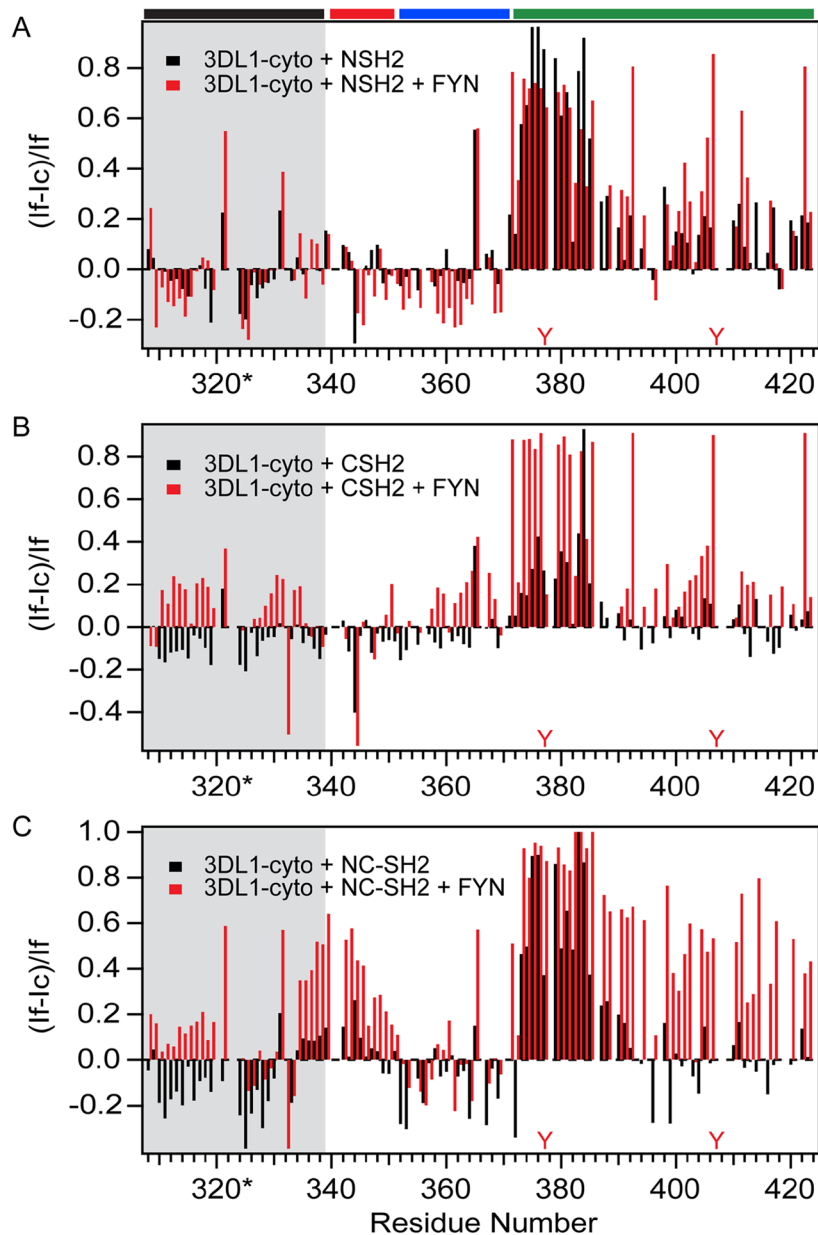 A
3DL1-cyto + NSH2
3DL1-cyto + NSH2 + FYN
(If-Ic)/If
0.8
0.6
0.4
0.2
0.0
-0.2
Y Y
320* 340 360 380 400 420
B
3DL1-cyto + CSH2
3DL1-cyto + CSH2 + FYN
(If-Ic)/If
0.8
0.6
0.4
0.2
0.0
-0.2
-0.4
Y Y
320* 340 360 380 400 420
C
3DL1-cyto + NC-SH2
3DL1-cyto + NC-SH2 + FYN
(If-Ic)/If
1.0
0.8
0.6
0.4
0.2
0.0
-0.2
Y Y
320* 340 360 380 400 420
Residue Number